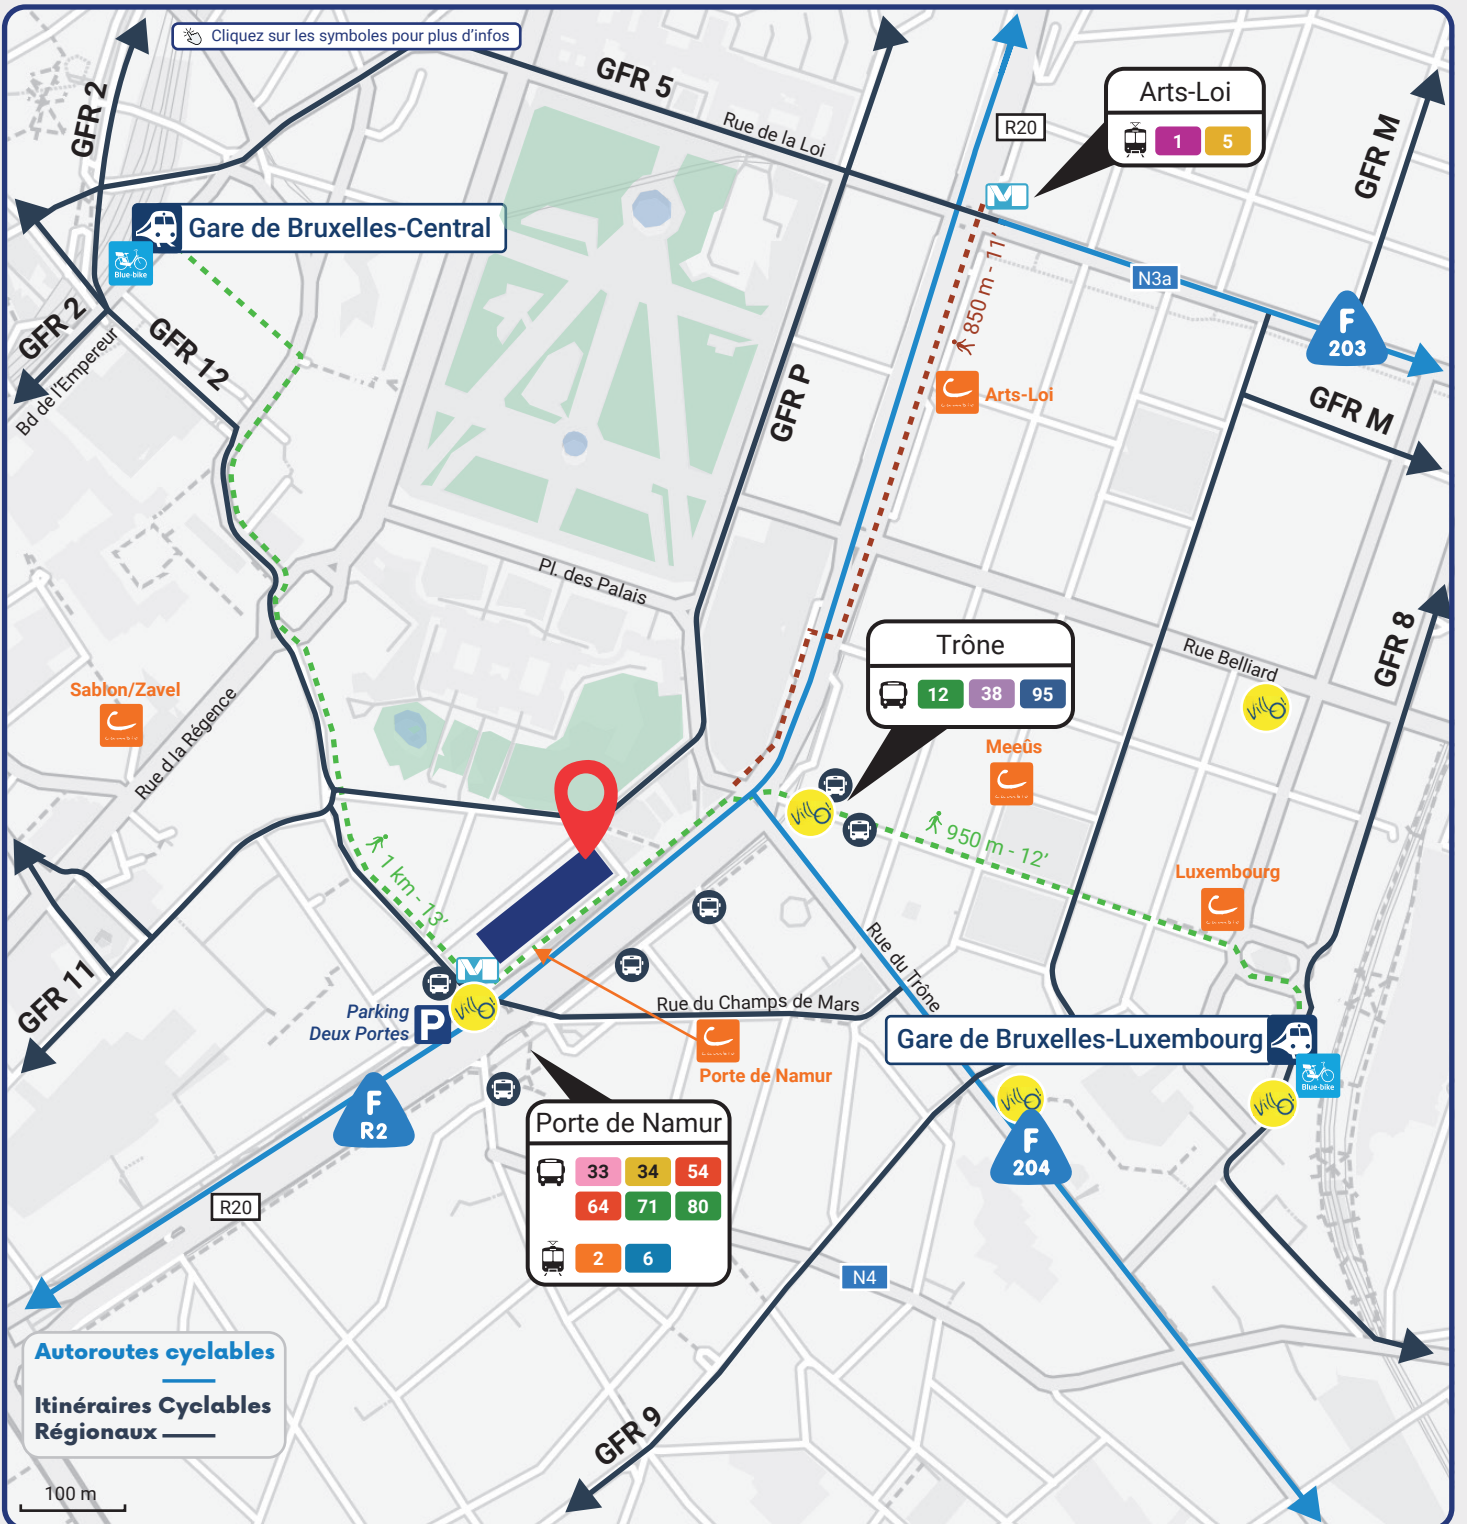 Cliquez sur les symboles pour plus d'infos
GFR 2
GFR 5
Rue de la Loi
R20
Arts-Loi
1
5
GFR M
Gare de Bruxelles-Central
Blue-bike
850 m - 11'
N3a
F
203
GFR 2
Bd de l'Empereur
GFR 12
GFR P
Arts-Loi
GFR M
Pl. des Palais
Trône
12
38
95
Rue Belliard
Villo!
GFR 8
Sablon/Zavel
Rue d la Régence
Meeûs
Villo!
950 m - 12'
1 km - 13'
Luxembourg
Rue du Trône
GFR 11
Parking
Deux Portes
P
M
Villo!
Rue du Champs de Mars
Porte de Namur
Gare de Bruxelles-Luxembourg
Blue-bike
Villo!
Villo!
F
R2
F
204
Porte de Namur
33
34
54
64
71
80
2
6
R20
N4
Autoroutes cyclables
Itinéraires Cyclables
Régionaux
GFR 9
100 m
M